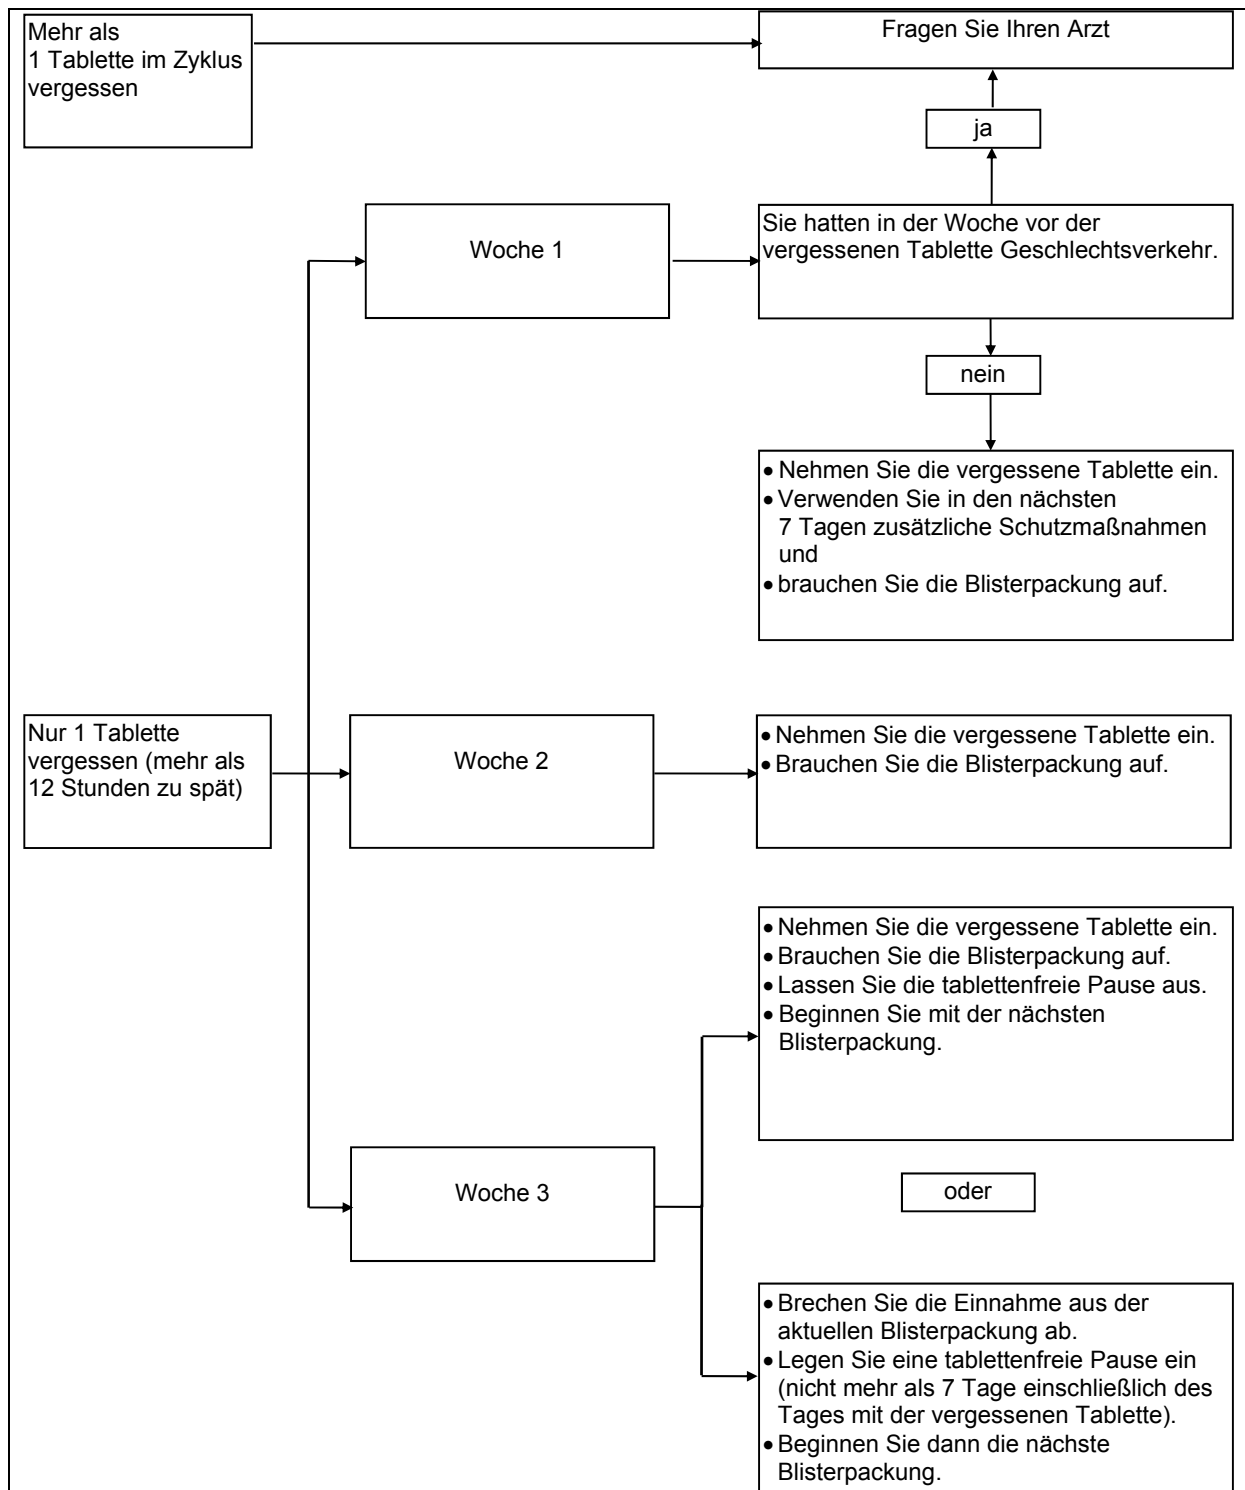 Mehr als
1 Tablette im Zyklus
vergessen
Fragen Sie Ihren Arzt
ja
Woche 1
Sie hatten in der Woche vor der
vergessenen Tablette Geschlechtsverkehr.
nein
• Nehmen Sie die vergessene Tablette ein.
• Verwenden Sie in den nächsten
7 Tagen zusätzliche Schutzmaßnahmen
und
• brauchen Sie die Blisterpackung auf.
Nur 1 Tablette
vergessen (mehr als
12 Stunden zu spät)
Woche 2
• Nehmen Sie die vergessene Tablette ein.
• Brauchen Sie die Blisterpackung auf.
• Nehmen Sie die vergessene Tablette ein.
• Brauchen Sie die Blisterpackung auf.
• Lassen Sie die tablettenfreie Pause aus.
• Beginnen Sie mit der nächsten
Blisterpackung.
Woche 3
oder
• Brechen Sie die Einnahme aus der
aktuellen Blisterpackung ab.
• Legen Sie eine tablettenfreie Pause ein
(nicht mehr als 7 Tage einschließlich des
Tages mit der vergessenen Tablette).
• Beginnen Sie dann die nächste
Blisterpackung.